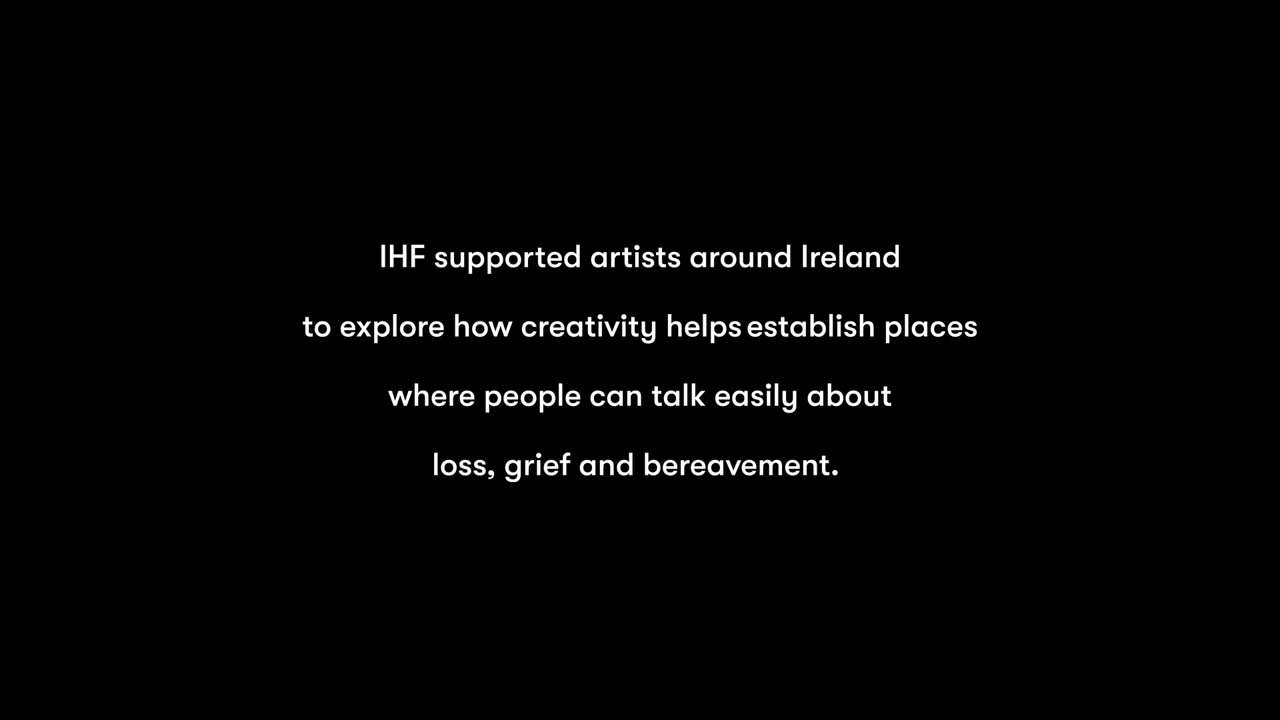 IHF supported artists around Ireland
to explore how creativity helps establish places
where people can talk easily about
loss, grief and bereavement.